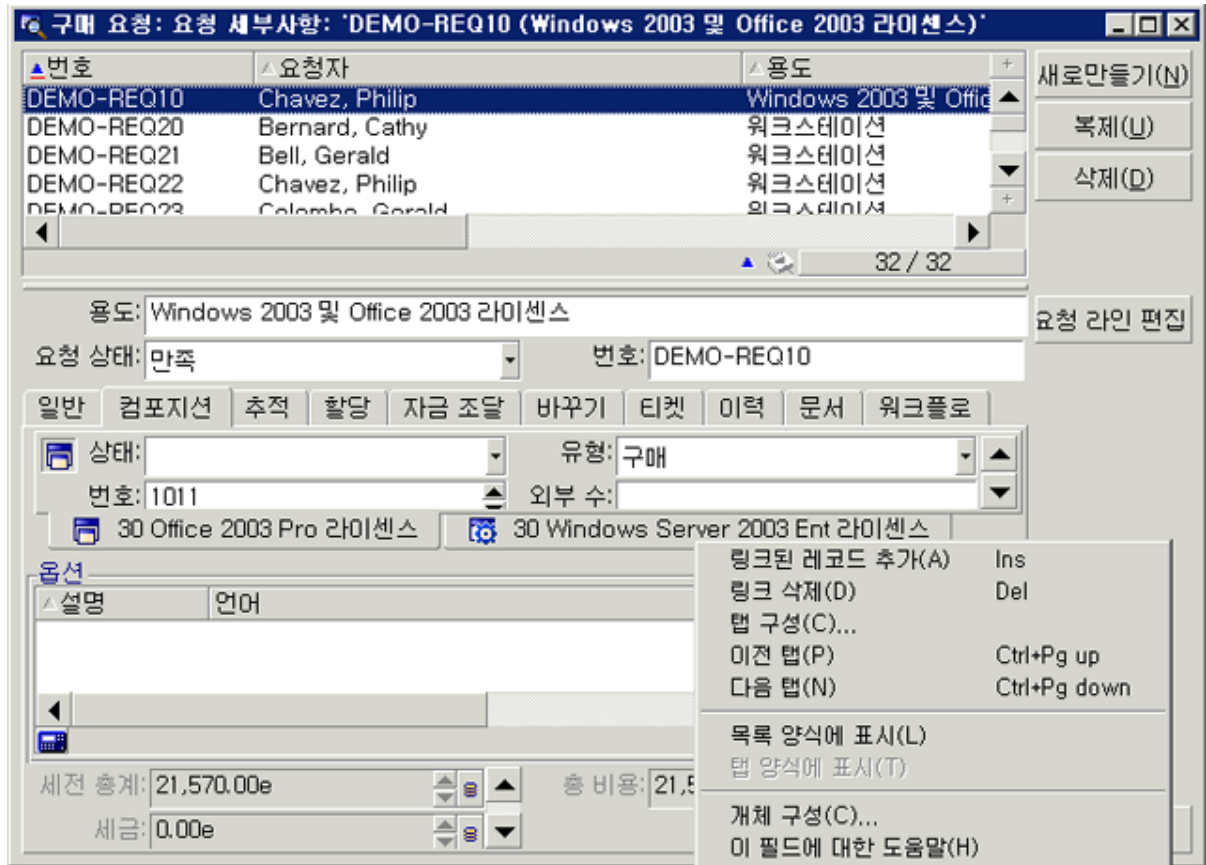 구매 요청: 요청 세부사항: 'DEMO-REQ10 (Windows 2003 및 Office 2003 라이센스)'
번호 요청자 용도
DEMO-REQ10 Chavez, Philip Windows 2003 및 Offic
DEMO-REQ20 Bernard, Cathy 워크스테이션
DEMO-REQ21 Bell, Gerald 워크스테이션
DEMO-REQ22 Chavez, Philip 워크스테이션
DEMO-REQ23 Colombo, Gerald 워크스테이션
32 / 32
새로만들기(N)
복제(U)
삭제(D)
용도: Windows 2003 및 Office 2003 라이센스
요청 라인 편집
요청 상태: 만족 번호: DEMO-REQ10
일반 컴포지션 추적 할당 자금 조달 바꾸기 티켓 이력 문서 워크플로
상태: 유형: 구매
번호: 1011 외부 수:
30 Office 2003 Pro 라이센스 30 Windows Server 2003 Ent 라이센스
옵션
설명 언어
세전 총계: 21,570.00e 총 비용: 21,5
세금: 0.00e
링크된 레코드 추가(A) Ins
링크 삭제(D) Del
탭 구성(C)...
이전 탭(P) Ctrl+Pg up
다음 탭(N) Ctrl+Pg down
목록 양식에 표시(L)
탭 양식에 표시(T)
개체 구성(C)...
이 필드에 대한 도움말(H)